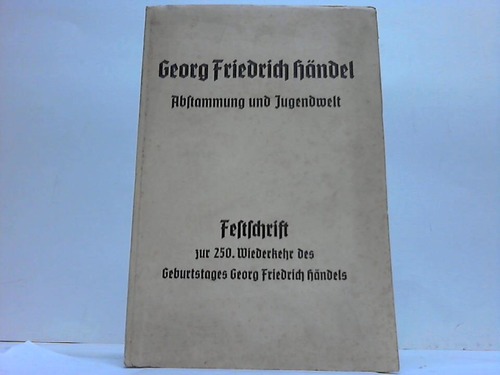 Georg Friedrich Händel
Abstammung und Jugendwelt
Festschrift
zur 250. Wiederkehr des
Geburtstages Georg Friedrich Händels